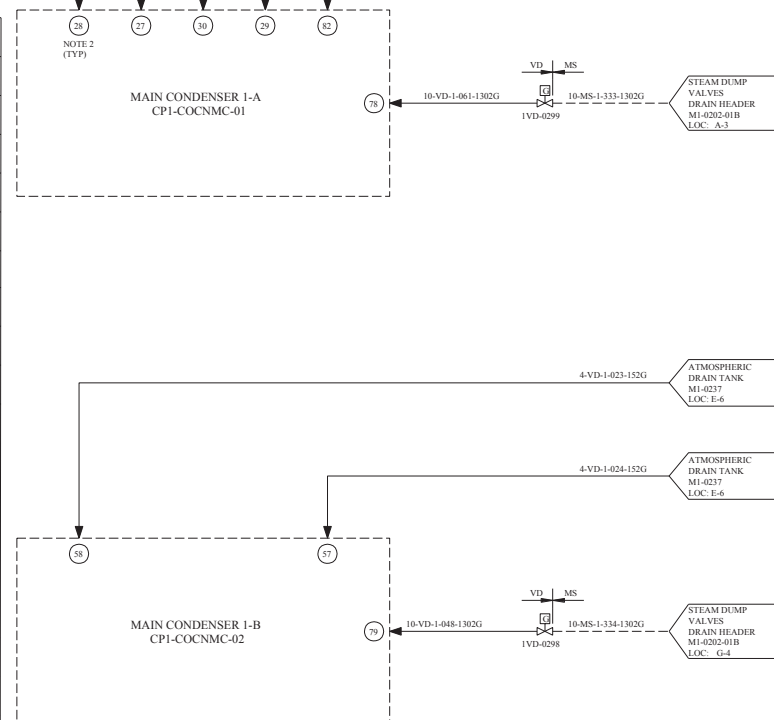 28
27
30
29
82
NOTE 2
(TYP)
MAIN CONDENSER 1-A
CP1-COCNMC-01
78
10-VD-1-061-1302G
VD
MS
G
1VD-0299
10-MS-1-333-1302G
STEAM DUMP
VALVES
DRAIN HEADER
M1-0202-01B
LOC: A-3
4-VD-1-023-152G
ATMOSPHERIC
DRAIN TANK
M1-0237
LOC: E-6
4-VD-1-024-152G
ATMOSPHERIC
DRAIN TANK
M1-0237
LOC: E-6
58
57
MAIN CONDENSER 1-B
CP1-COCNMC-02
79
10-VD-1-048-1302G
VD
MS
G
1VD-0298
10-MS-1-334-1302G
STEAM DUMP
VALVES
DRAIN HEADER
M1-0202-01B
LOC: G-4